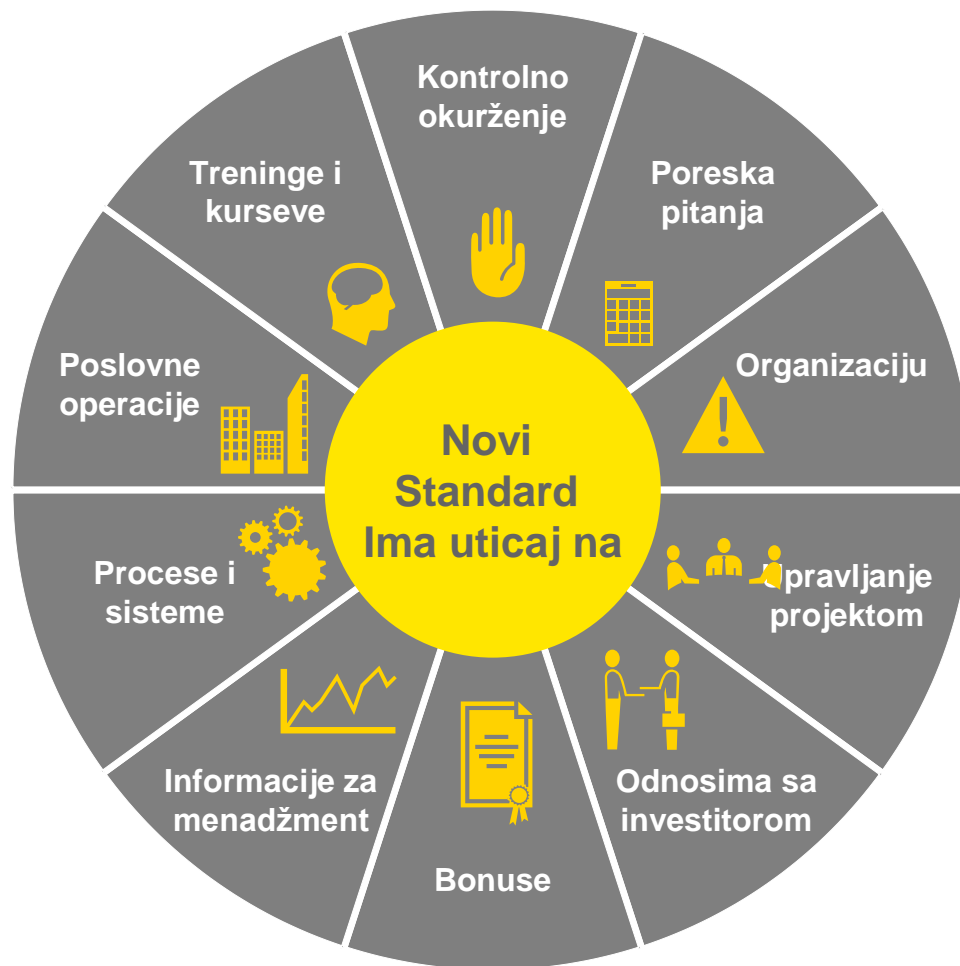 Novi
Standard
Ima uticaj na
Kontrolno
okurženje
Poreska
pitanja
Organizaciju
Upravljanje
projektom
Odnosima sa
investitorom
Bonuse
Informacije za
menadžment
Procese i
sisteme
Poslovne
operacije
Treninge i
kurseve